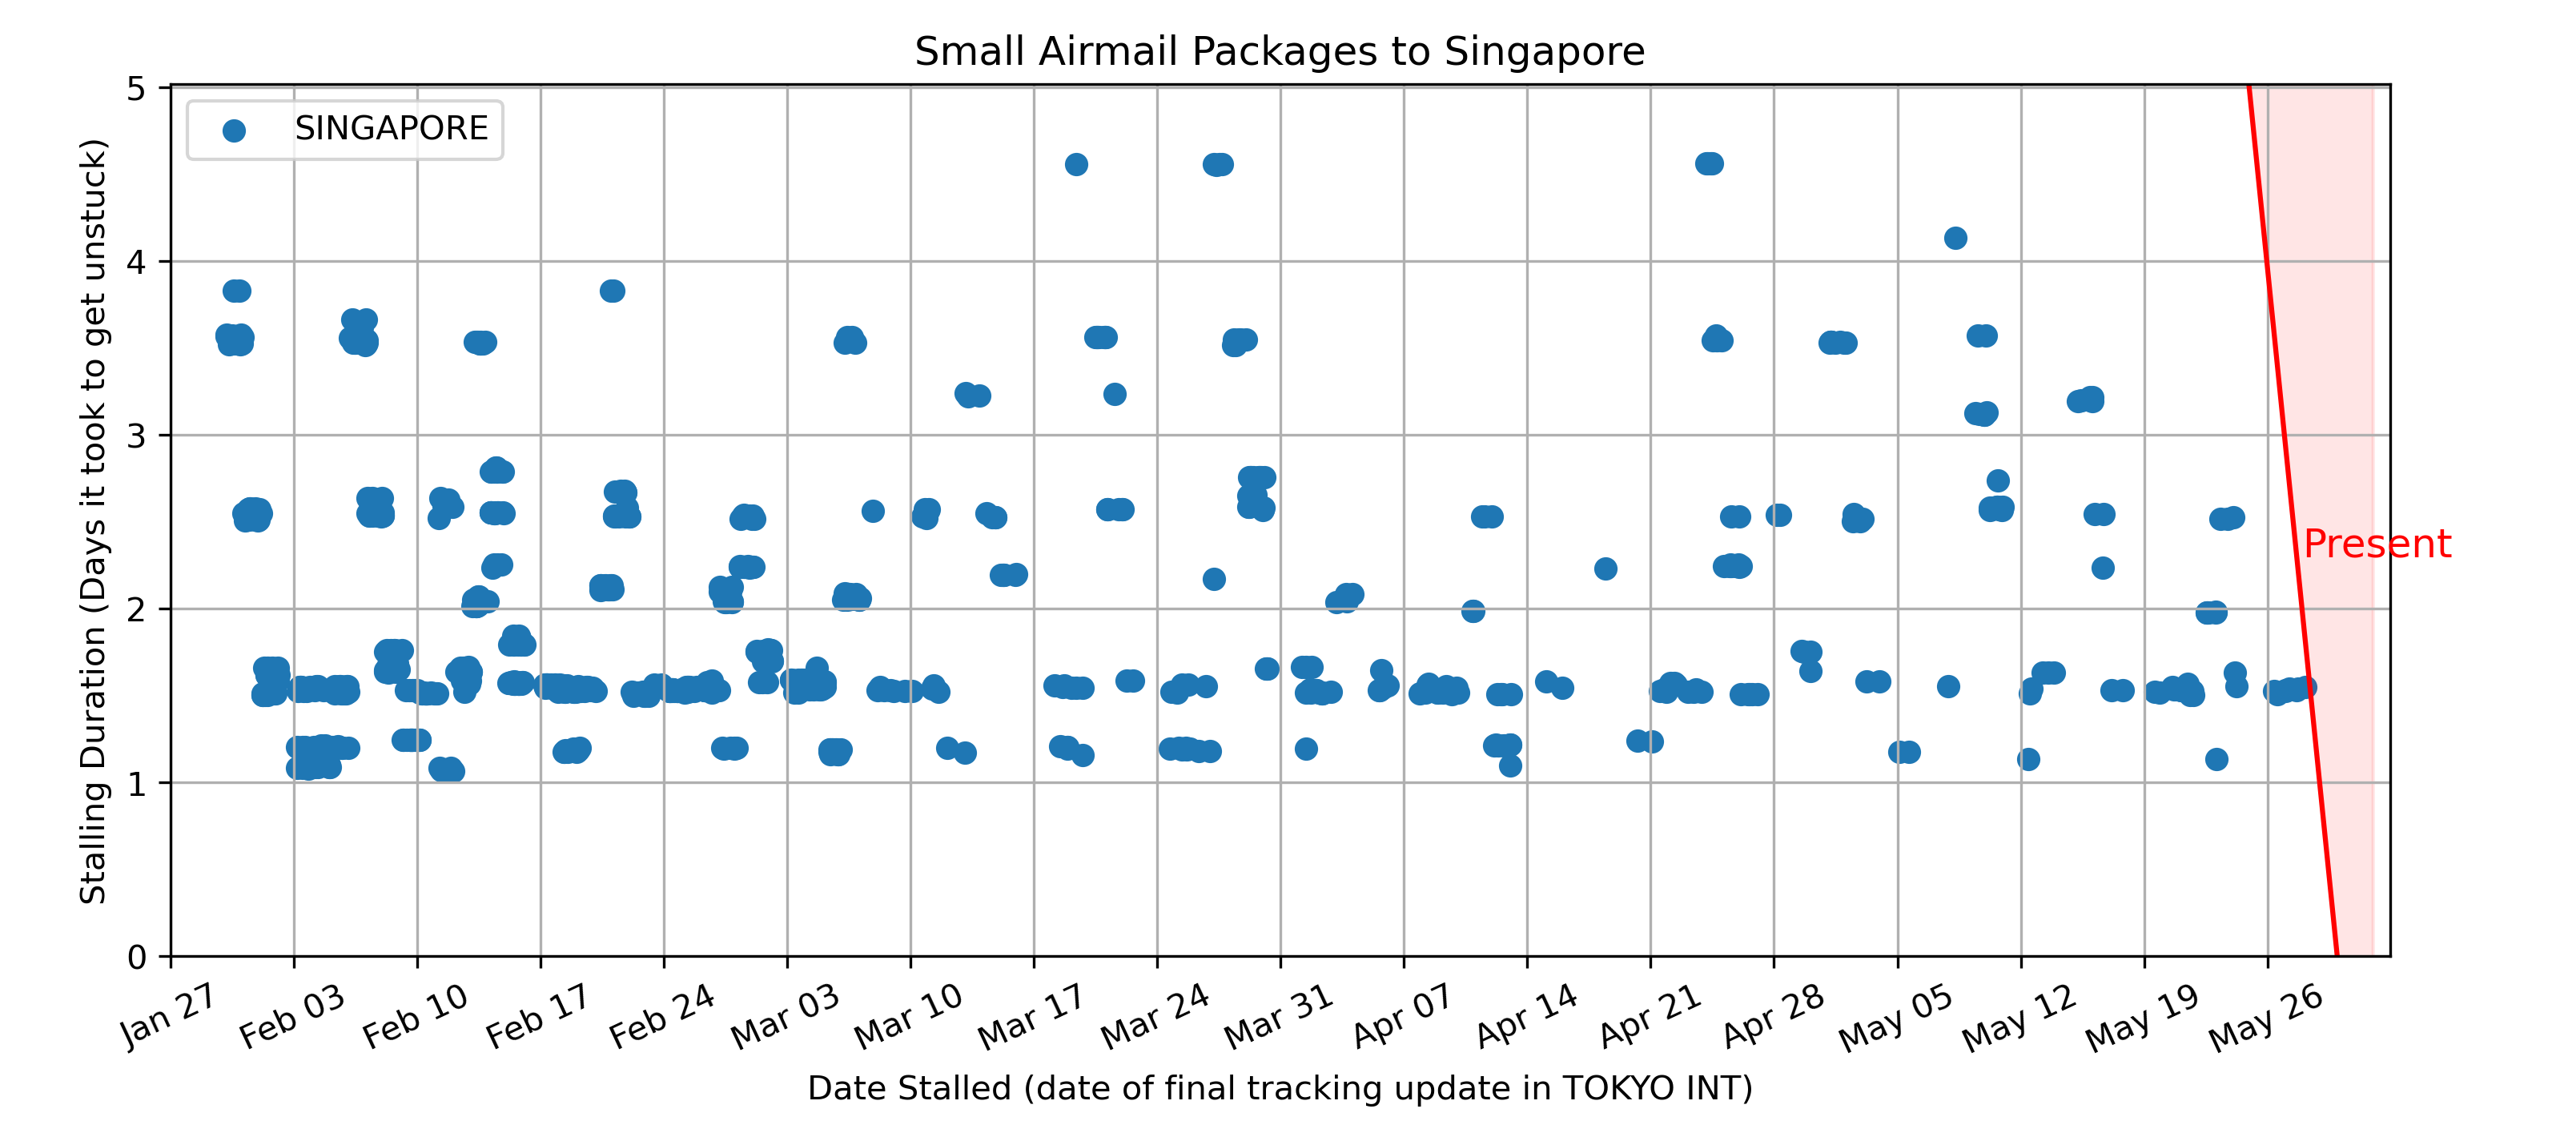 Small Airmail Packages to Singapore
SINGAPORE
5
4
3
2
1
0
Stalling Duration (Days it took to get unstuck)
Present
Jan 27
Feb 03
Feb 10
Feb 17
Feb 24
Mar 03
Mar 10
Mar 17
Mar 24
Mar 31
Apr 07
Apr 14
Apr 21
Apr 28
May 05
May 12
May 19
May 26
Date Stalled (date of final tracking update in TOKYO INT)